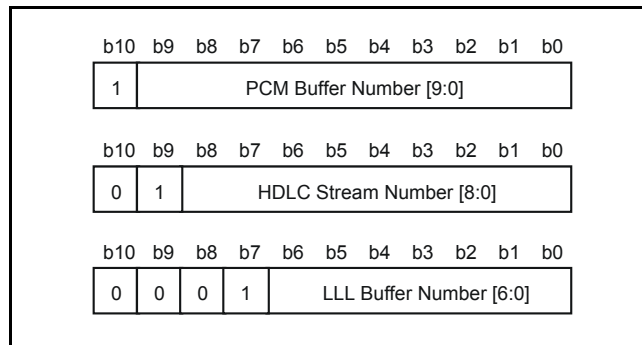 b10 b9 b8 b7 b6 b5 b4 b3 b2 b1 b0
1 PCM Buffer Number [9:0]
b10 b9 b8 b7 b6 b5 b4 b3 b2 b1 b0
0 1 HDLC Stream Number [8:0]
b10 b9 b8 b7 b6 b5 b4 b3 b2 b1 b0
0 0 0 1 LLL Buffer Number [6:0]